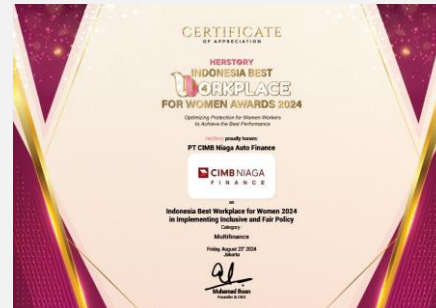 CERTIFICATE
OF APPRECIATION
HERSTORY
INDONESIA BEST
WORKPLACE
FOR WOMEN AWARDS 2024
Optimizing Protection for Women Workers
to Achieve the Best Performance
HerStory proudly honors:
PT CIMB Niaga Auto Finance
CIMB NIAGA
FINANCE
as
Indonesia Best Workplace for Women 2024
in Implementing Inclusive and Fair Policy
Category:
Multifinance
Friday, August 23rd 2024
Jakarta
Muhamad Ihsan
Founder & CEO